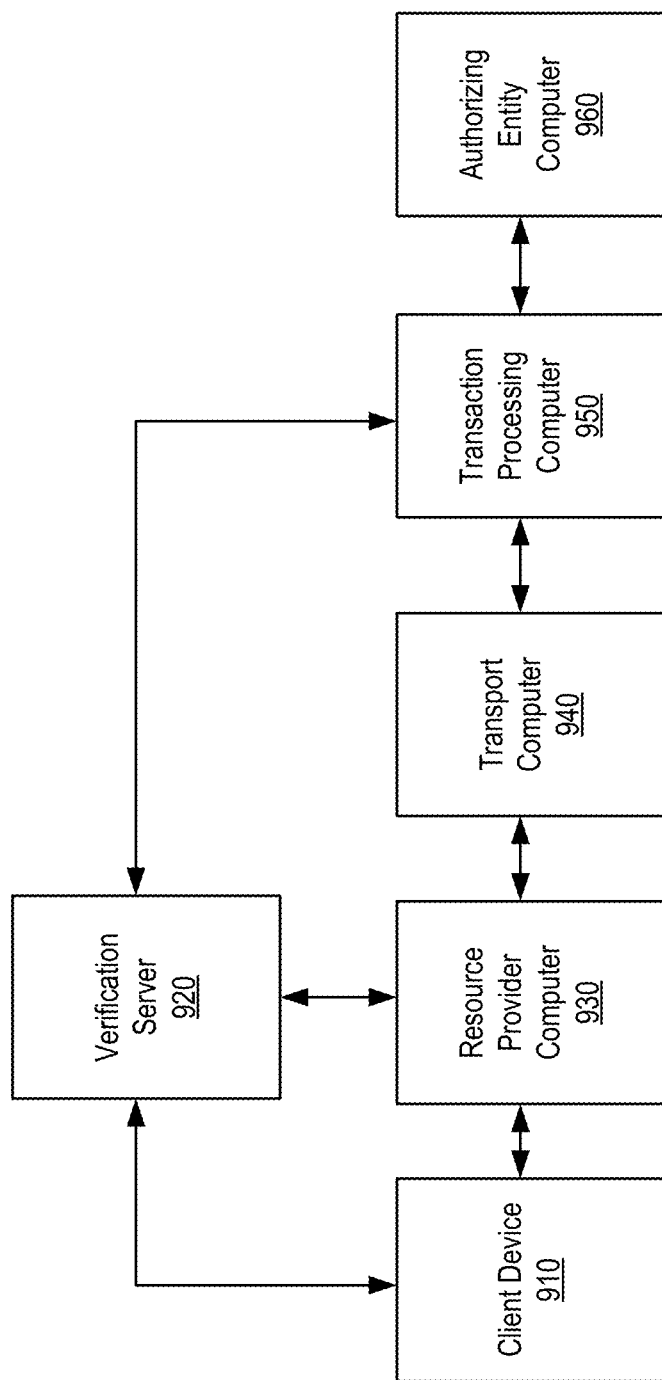 Verification
Server
920
Client Device
910
Resource
Provider
Computer
930
Transport
Computer
940
Transaction
Processing
Computer
950
Authorizing
Entity
Computer
960